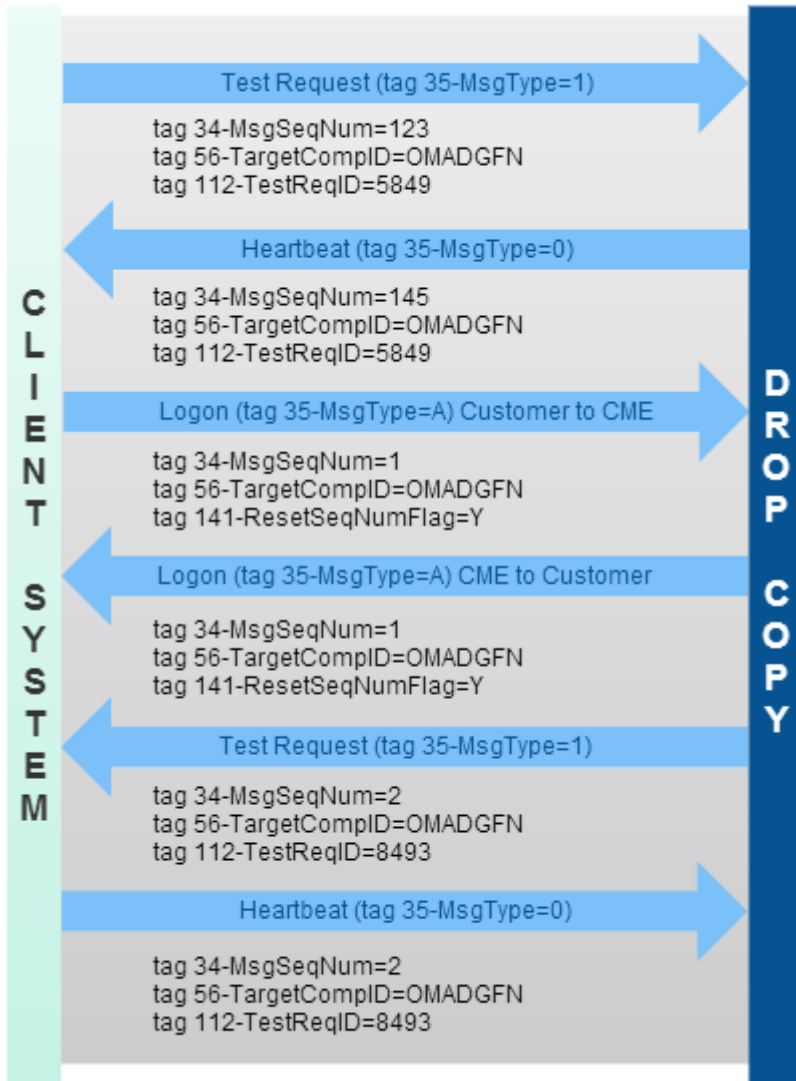 CLIENT SYSTEM
Test Request (tag 35-MsgType=1)
tag 34-MsgSeqNum=123
tag 56-TargetCompID=OMADGFN
tag 112-TestReqID=5849
Heartbeat (tag 35-MsgType=0)
tag 34-MsgSeqNum=145
tag 56-TargetCompID=OMADGFN
tag 112-TestReqID=5849
Logon (tag 35-MsgType=A) Customer to CME
tag 34-MsgSeqNum=1
tag 56-TargetCompID=OMADGFN
tag 141-ResetSeqNumFlag=Y
Logon (tag 35-MsgType=A) CME to Customer
tag 34-MsgSeqNum=1
tag 56-TargetCompID=OMADGFN
tag 141-ResetSeqNumFlag=Y
Test Request (tag 35-MsgType=1)
tag 34-MsgSeqNum=2
tag 56-TargetCompID=OMADGFN
tag 112-TestReqID=8493
Heartbeat (tag 35-MsgType=0)
tag 34-MsgSeqNum=2
tag 56-TargetCompID=OMADGFN
tag 112-TestReqID=8493
DROP COPY